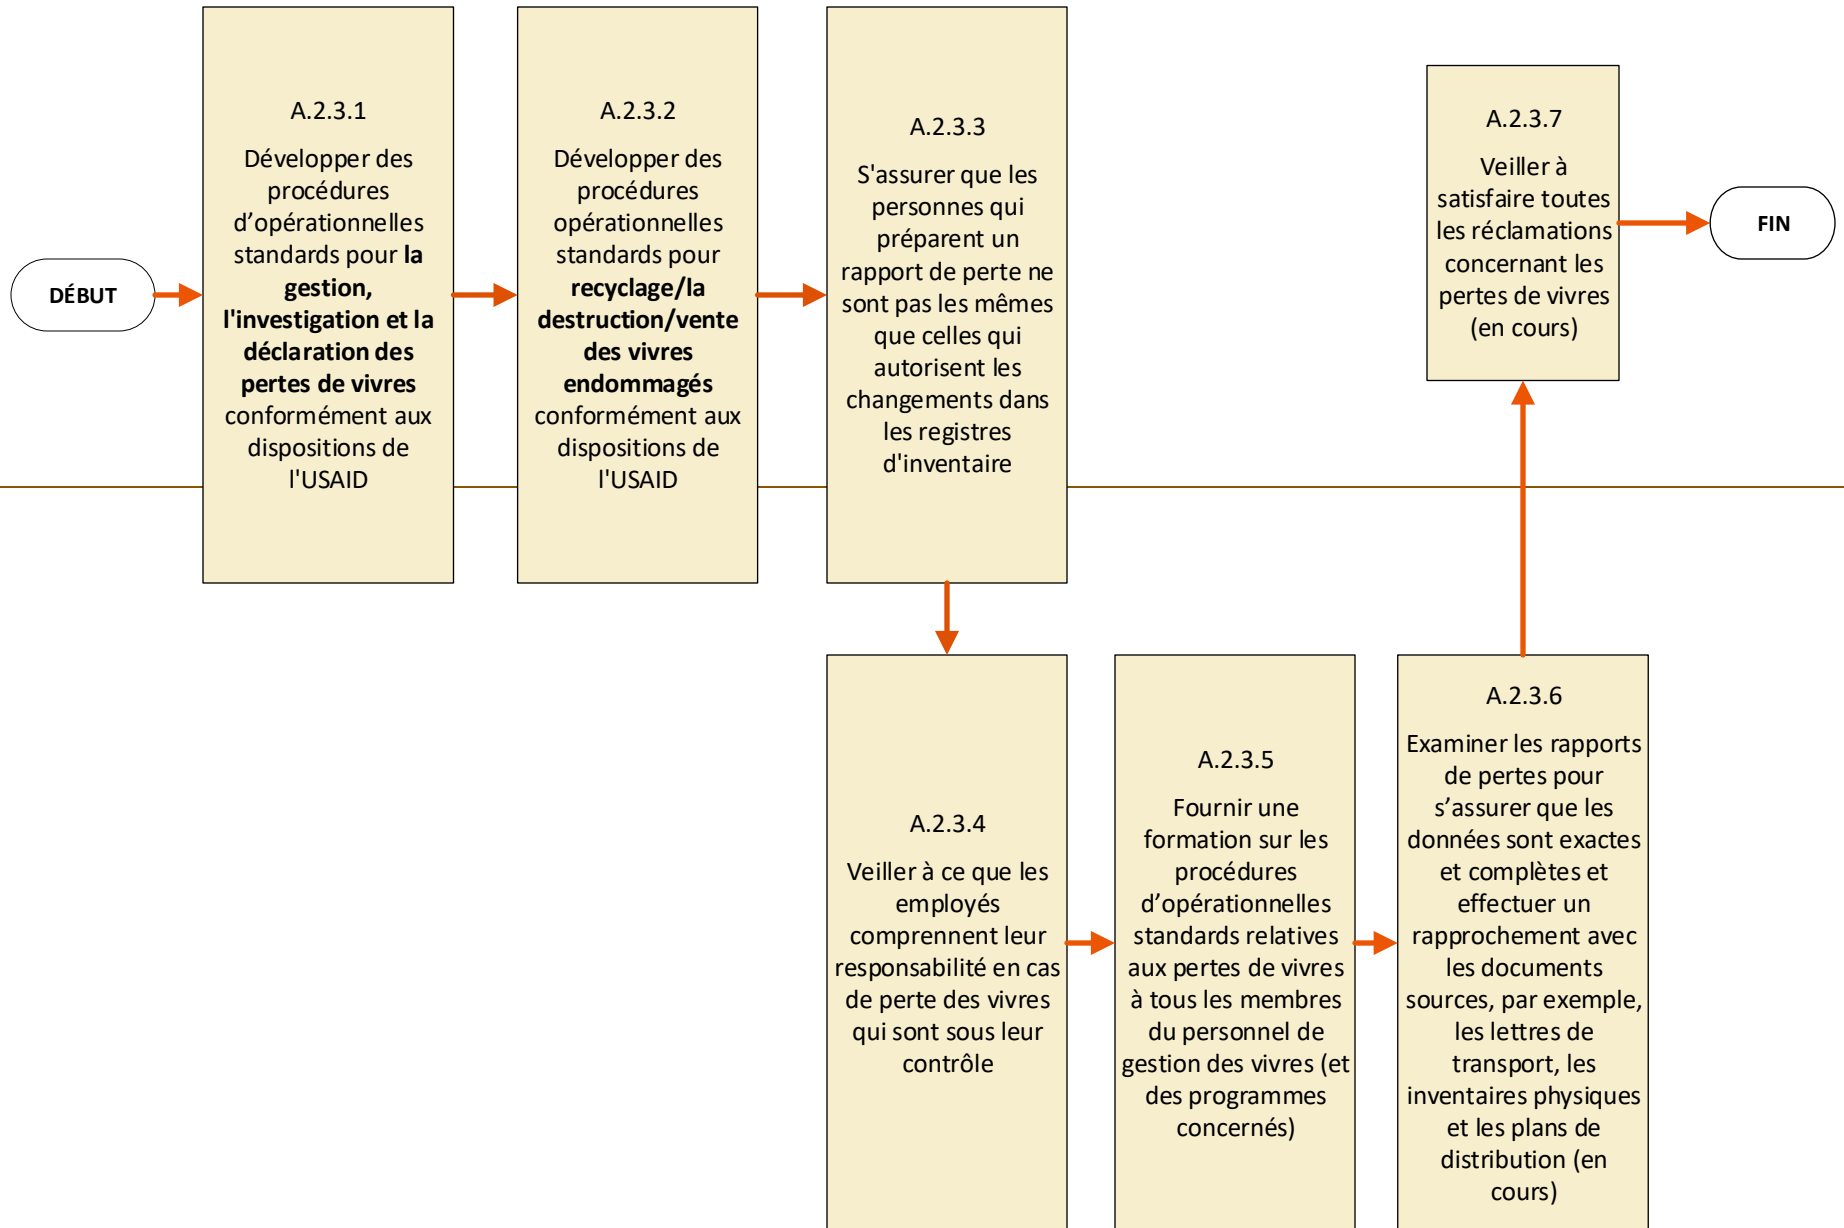 DÉBUT
A.2.3.1
Développer des
procédures
d’opérationnelles
standards pour la
gestion,
l'investigation et la
déclaration des
pertes de vivres
conformément aux
dispositions de
l'USAID
A.2.3.2
Développer des
procédures
opérationnelles
standards pour
recyclage/la
destruction/vente
des vivres
endommagés
conformément aux
dispositions de
l'USAID
A.2.3.3
S'assurer que les
personnes qui
préparent un
rapport de perte ne
sont pas les mêmes
que celles qui
autorisent les
changements dans
les registres
d'inventaire
A.2.3.4
Veiller à ce que les
employés
comprennent leur
responsabilité en cas
de perte des vivres
qui sont sous leur
contrôle
A.2.3.5
Fournir une
formation sur les
procédures
d’opérationnelles
standards relatives
aux pertes de vivres
à tous les membres
du personnel de
gestion des vivres (et
des programmes
concernés)
A.2.3.6
Examiner les rapports
de pertes pour
s’assurer que les
données sont exactes
et complètes et
effectuer un
rapprochement avec
les documents
sources, par exemple,
les lettres de
transport, les
inventaires physiques
et les plans de
distribution (en
cours)
A.2.3.7
Veiller à
satisfaire toutes
les réclamations
concernant les
pertes de vivres
(en cours)
FIN